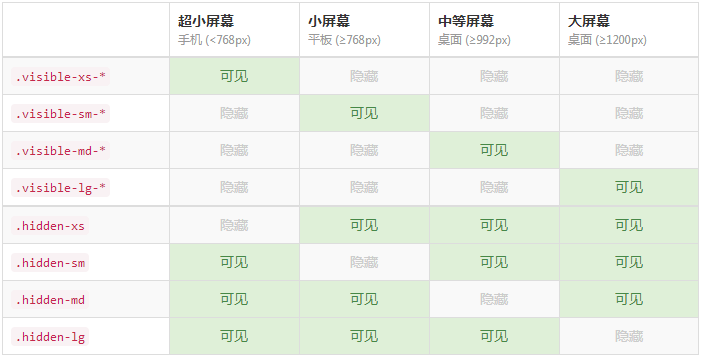 超小屏幕 小屏幕 中等屏幕 大屏幕
手机 (<768px) 平板 (≥768px) 桌面 (≥992px) 桌面 (≥1200px)
.visible-xs-* 可见 隐藏 隐藏 隐藏
.visible-sm-* 隐藏 可见 隐藏 隐藏
.visible-md-* 隐藏 隐藏 可见 隐藏
.visible-lg-* 隐藏 隐藏 隐藏 可见
.hidden-xs 隐藏 可见 可见 可见
.hidden-sm 可见 隐藏 可见 可见
.hidden-md 可见 可见 隐藏 可见
.hidden-lg 可见 可见 可见 隐藏